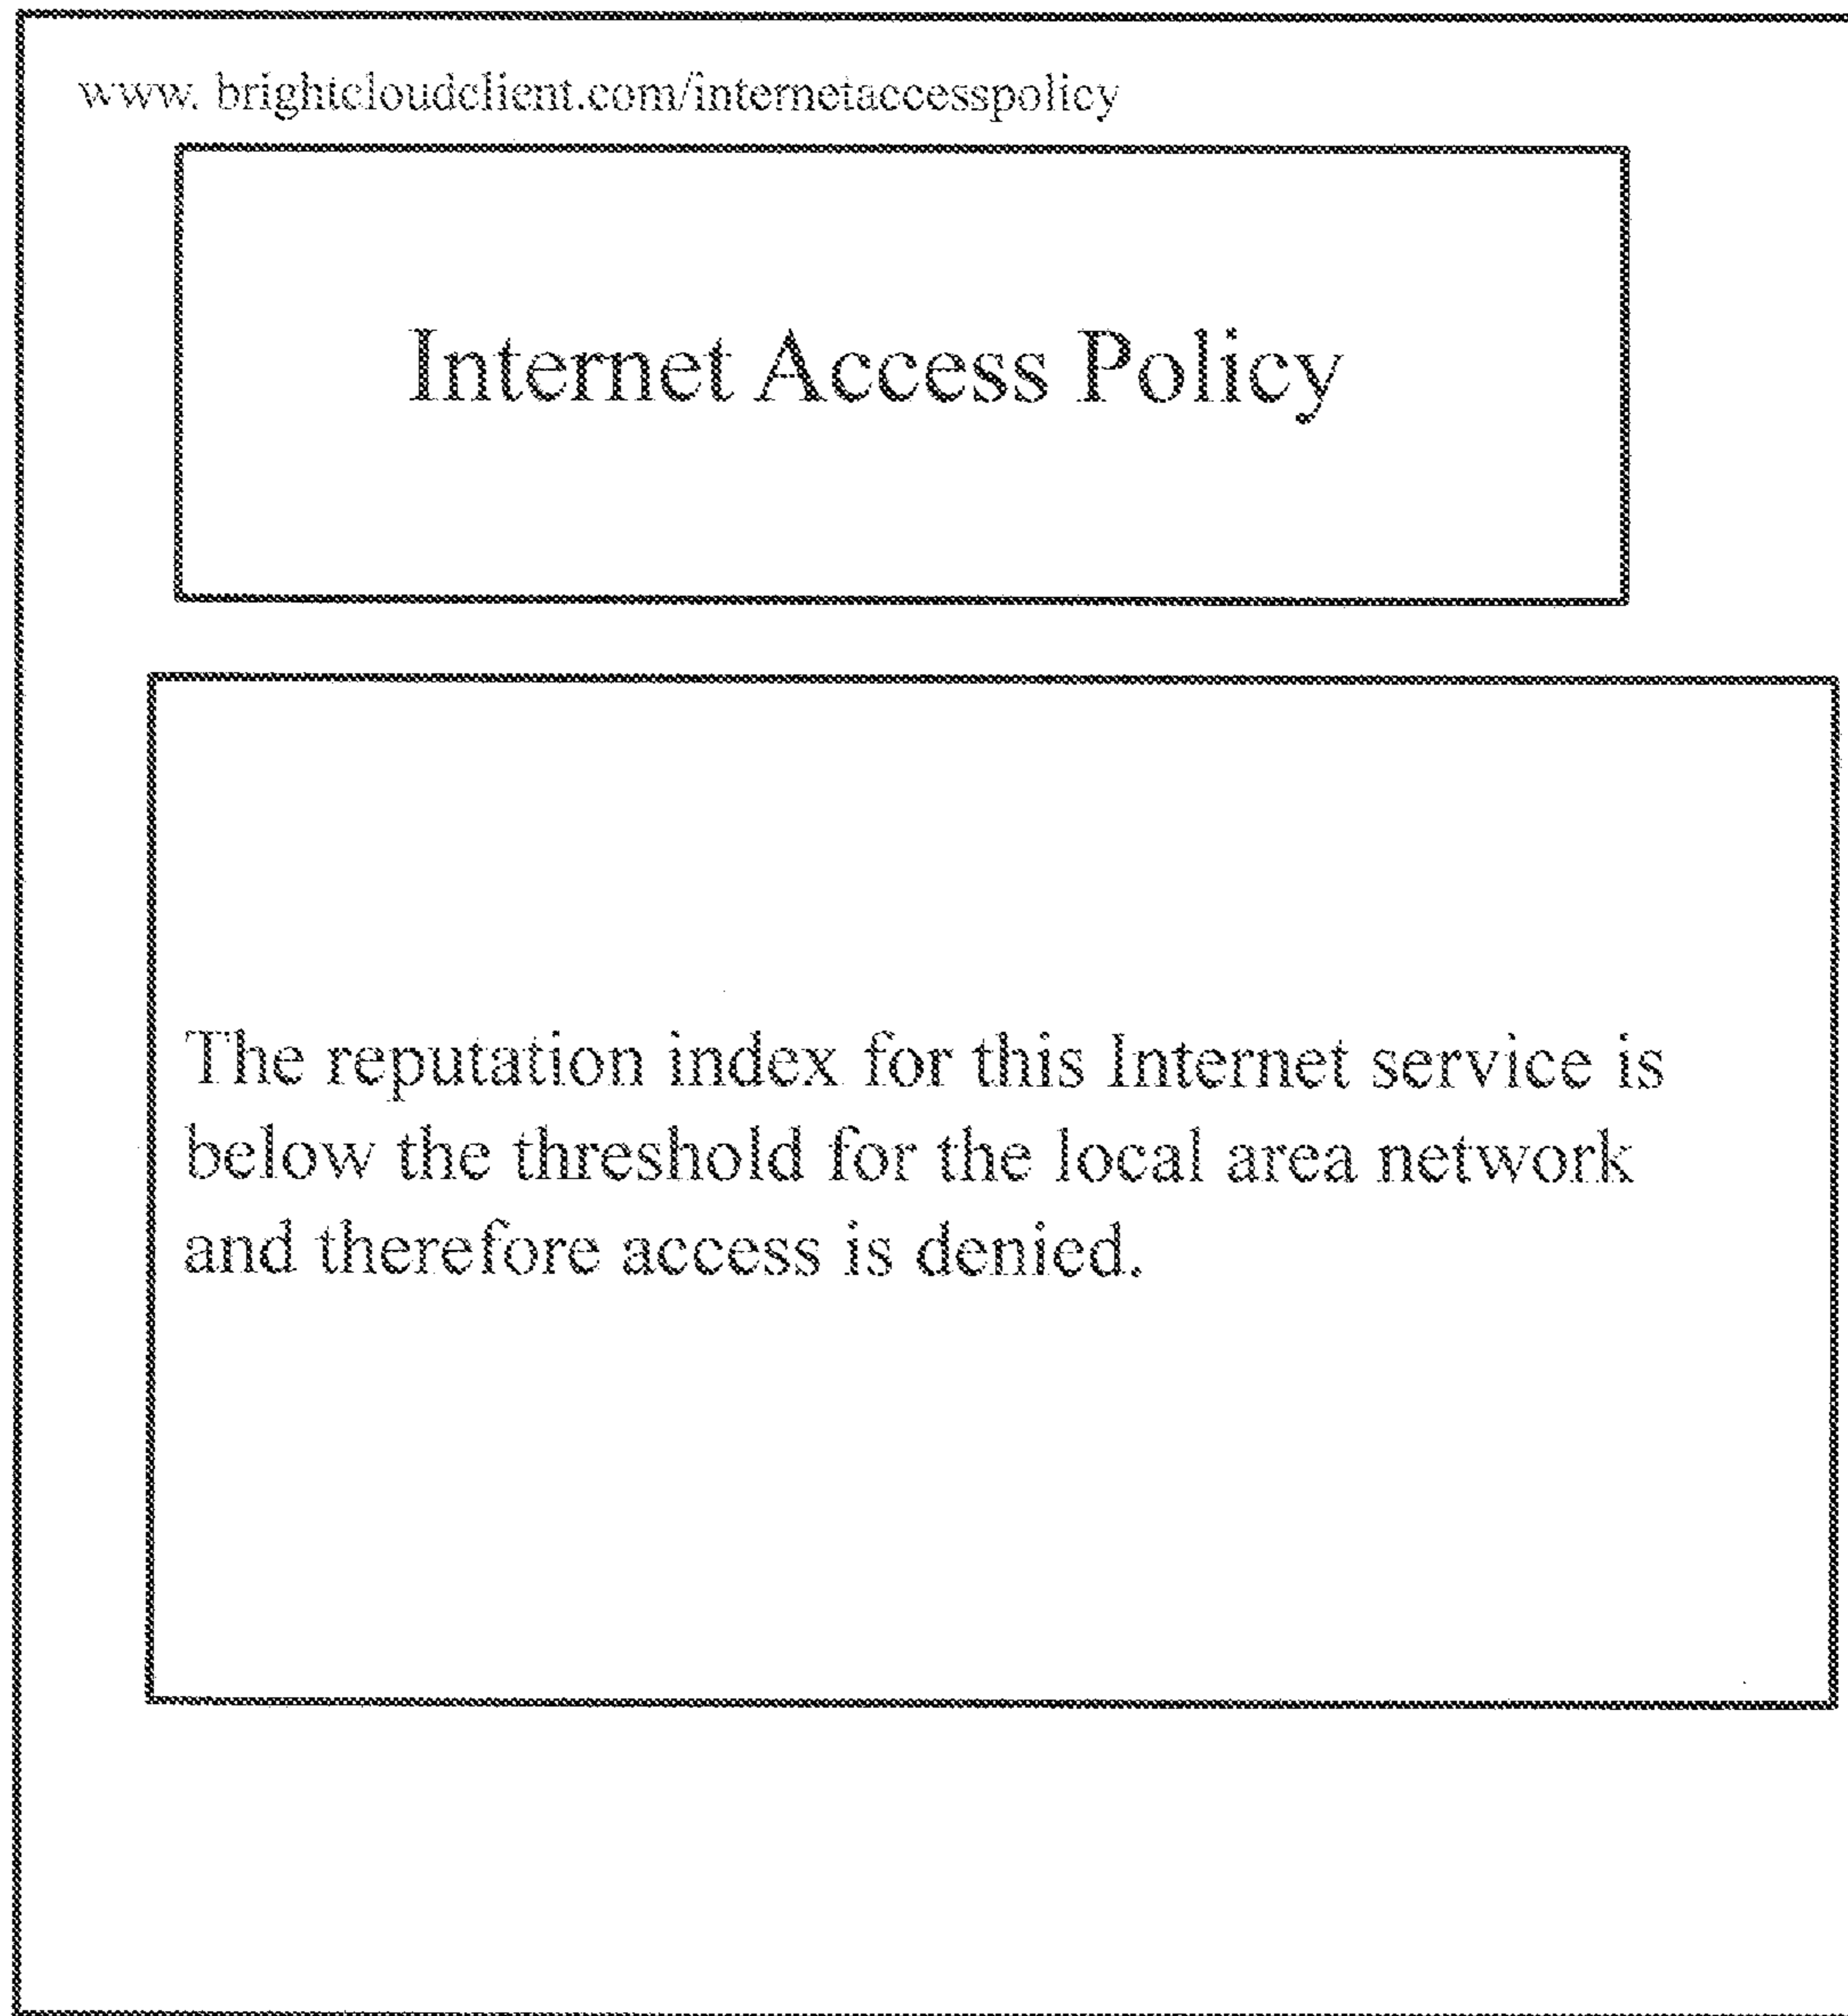 www. brightcloudclient.com/internetaccesspolicy
Internet Access Policy
The reputation index for this Internet service is
below the threshold for the local area network
and therefore access is denied.